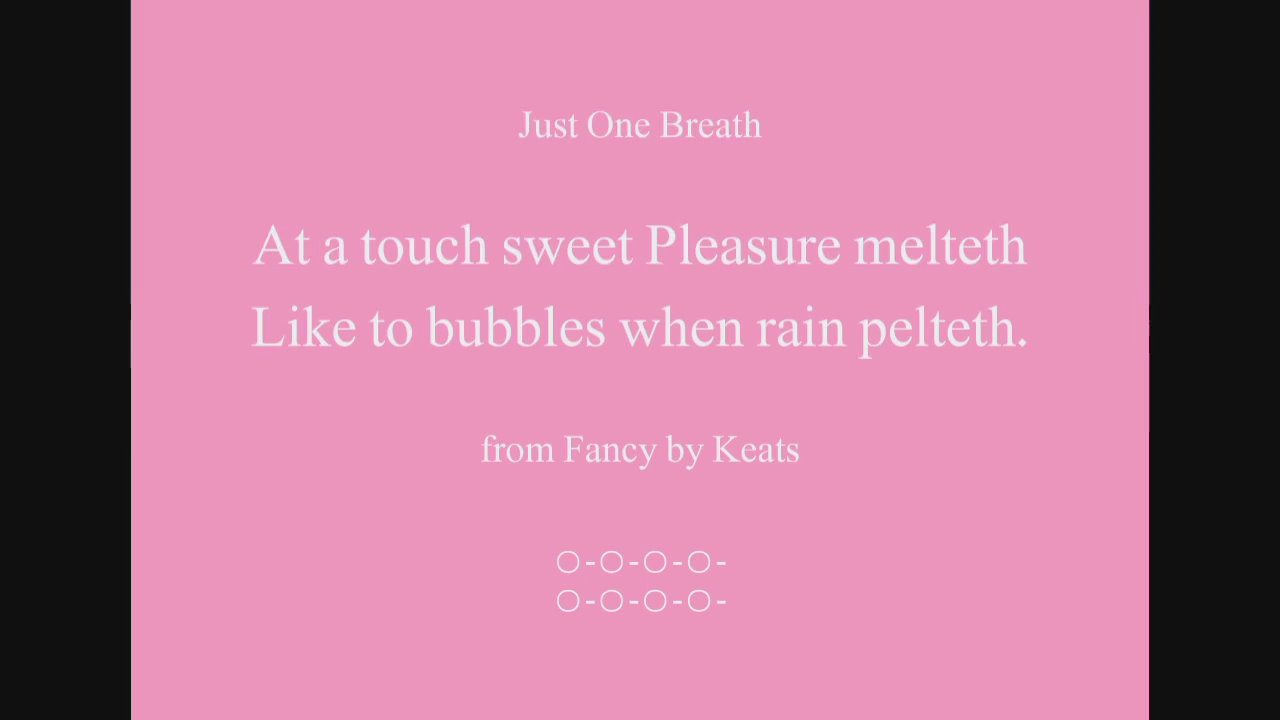 Just One Breath
At a touch sweet Pleasure melteth
Like to bubbles when rain pelteth.
from Fancy by Keats
○-○-○-○-
○-○-○-○-